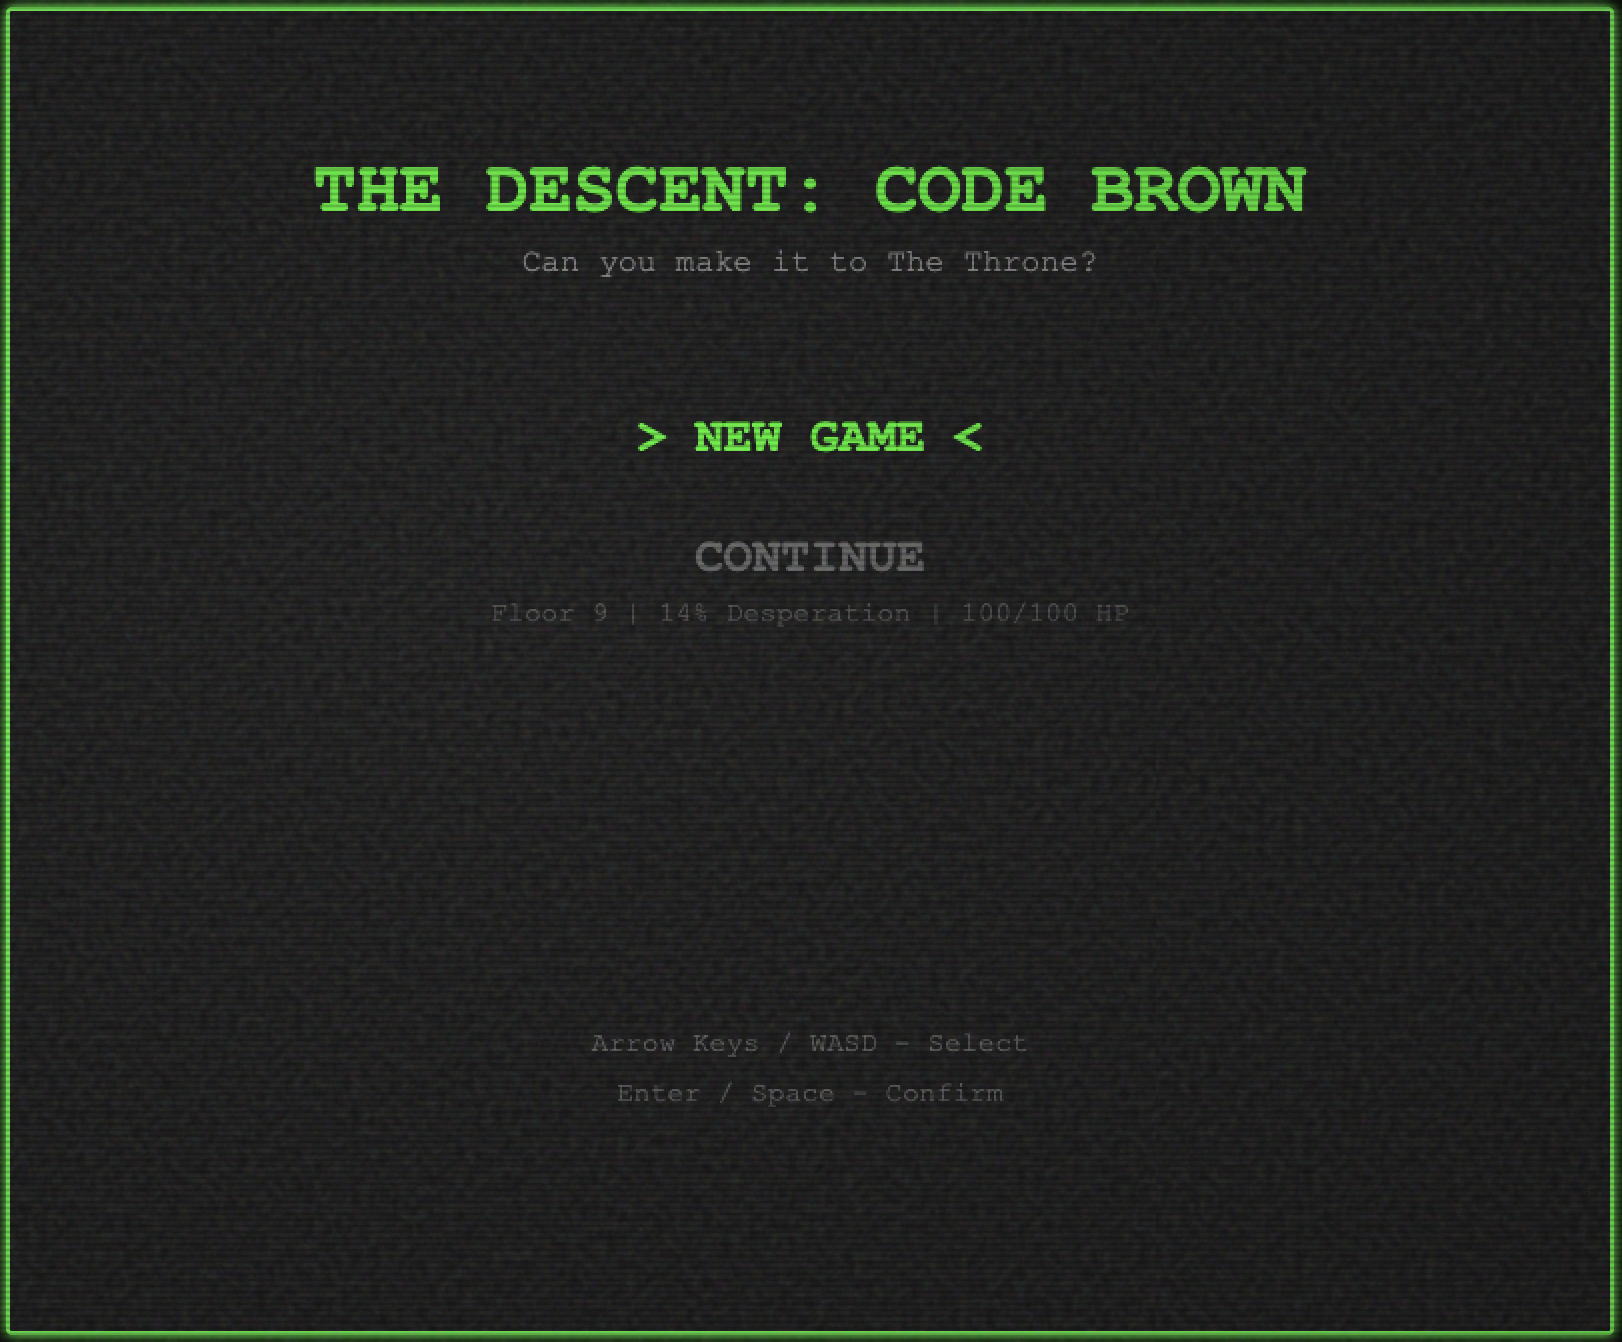 THE DESCENT: CODE BROWN
Can you make it to The Throne?
> NEW GAME <
CONTINUE
Floor 9 | 14% Desperation | 100/100 HP
Arrow Keys / WASD - Select
Enter / Space - Confirm